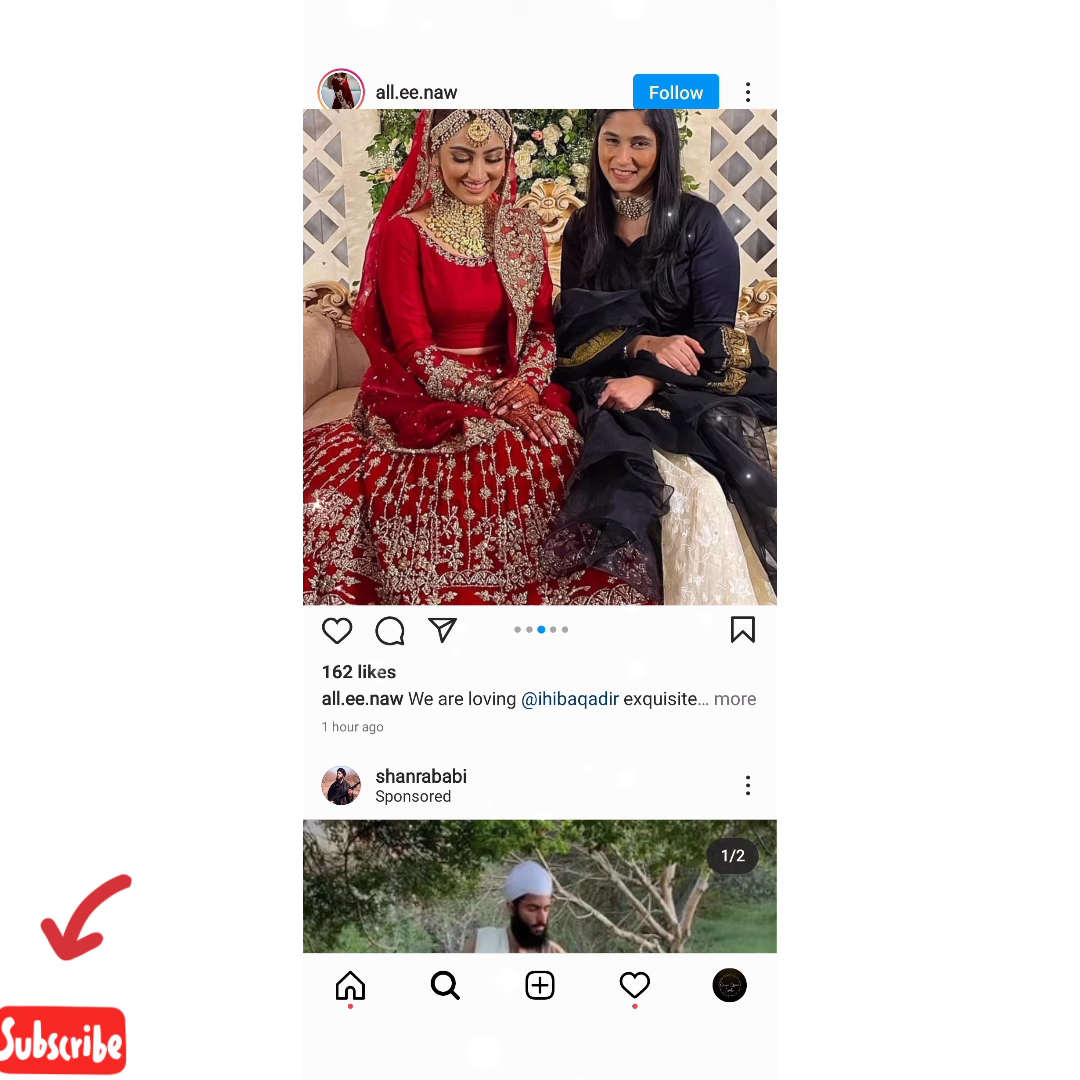 all.ee.naw
Follow
162 likes
all.ee.naw We are loving @ihibaqadir exquisite... more
1 hour ago
shanrababi
Sponsored
1/2
Subscribe